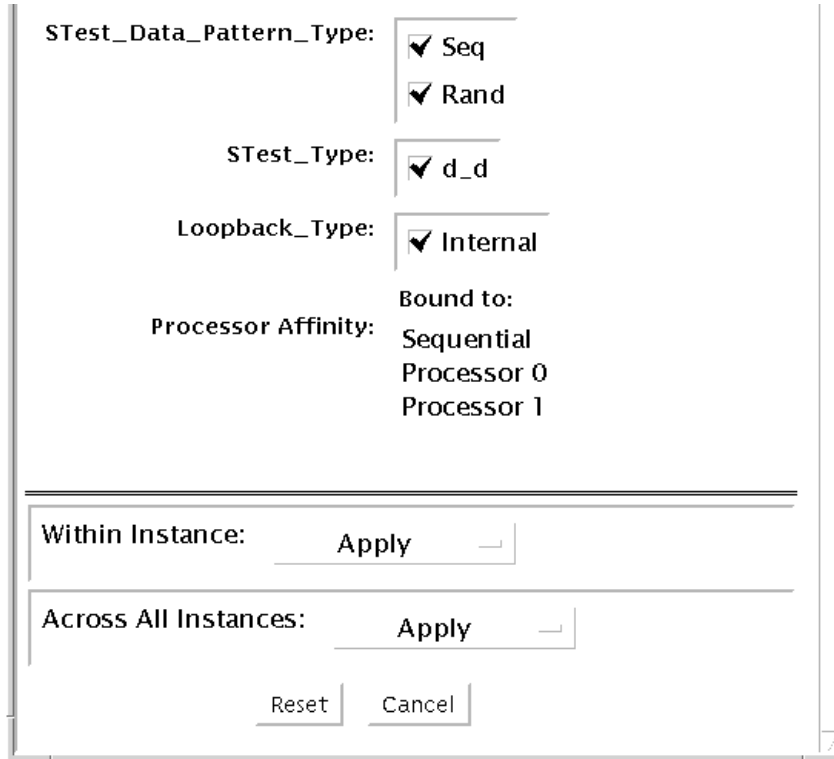 STest_Data_Pattern_Type:
Seq
Rand
STest_Type:
d_d
Loopback_Type:
Internal
Processor Affinity:
Bound to:
Sequential
Processor 0
Processor 1
Within Instance: Apply
Across All Instances: Apply
Reset Cancel